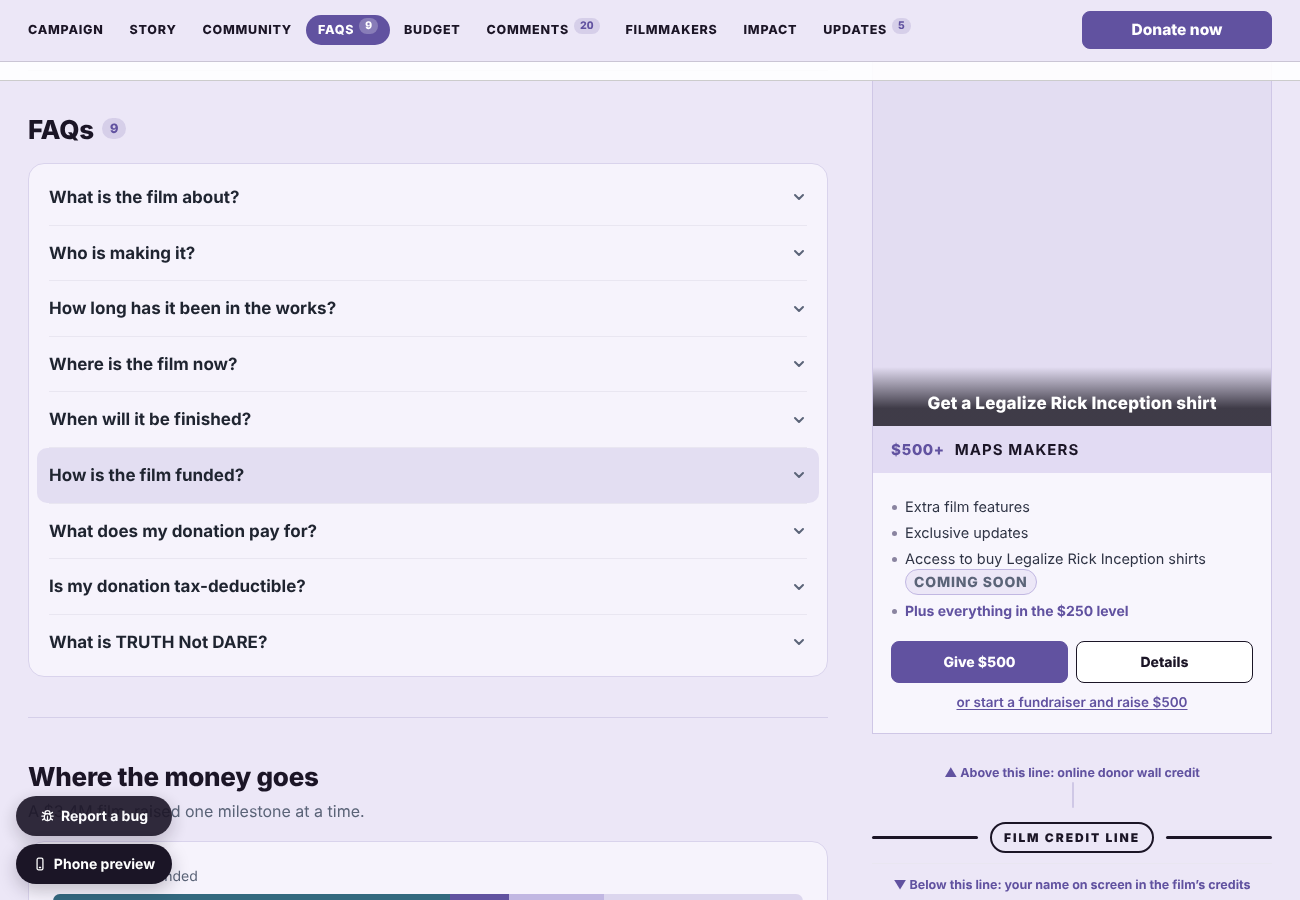 CAMPAIGN STORY COMMUNITY FAQS 9 BUDGET COMMENTS 20 FILMMAKERS IMPACT UPDATES 5 Donate now
FAQs 9
What is the film about?
Who is making it?
How long has it been in the works?
Where is the film now?
When will it be finished?
How is the film funded?
What does my donation pay for?
Is my donation tax-deductible?
What is TRUTH Not DARE?
Where the money goes
raised one milestone at a time.
Report a bug
Phone preview
Get a Legalize Rick Inception shirt
$500+ MAPS MAKERS
Extra film features
Exclusive updates
Access to buy Legalize Rick Inception shirts
COMING SOON
Plus everything in the $250 level
Give $500 Details
or start a fundraiser and raise $500
▲ Above this line: online donor wall credit
FILM CREDIT LINE
▼ Below this line: your name on screen in the film’s credits